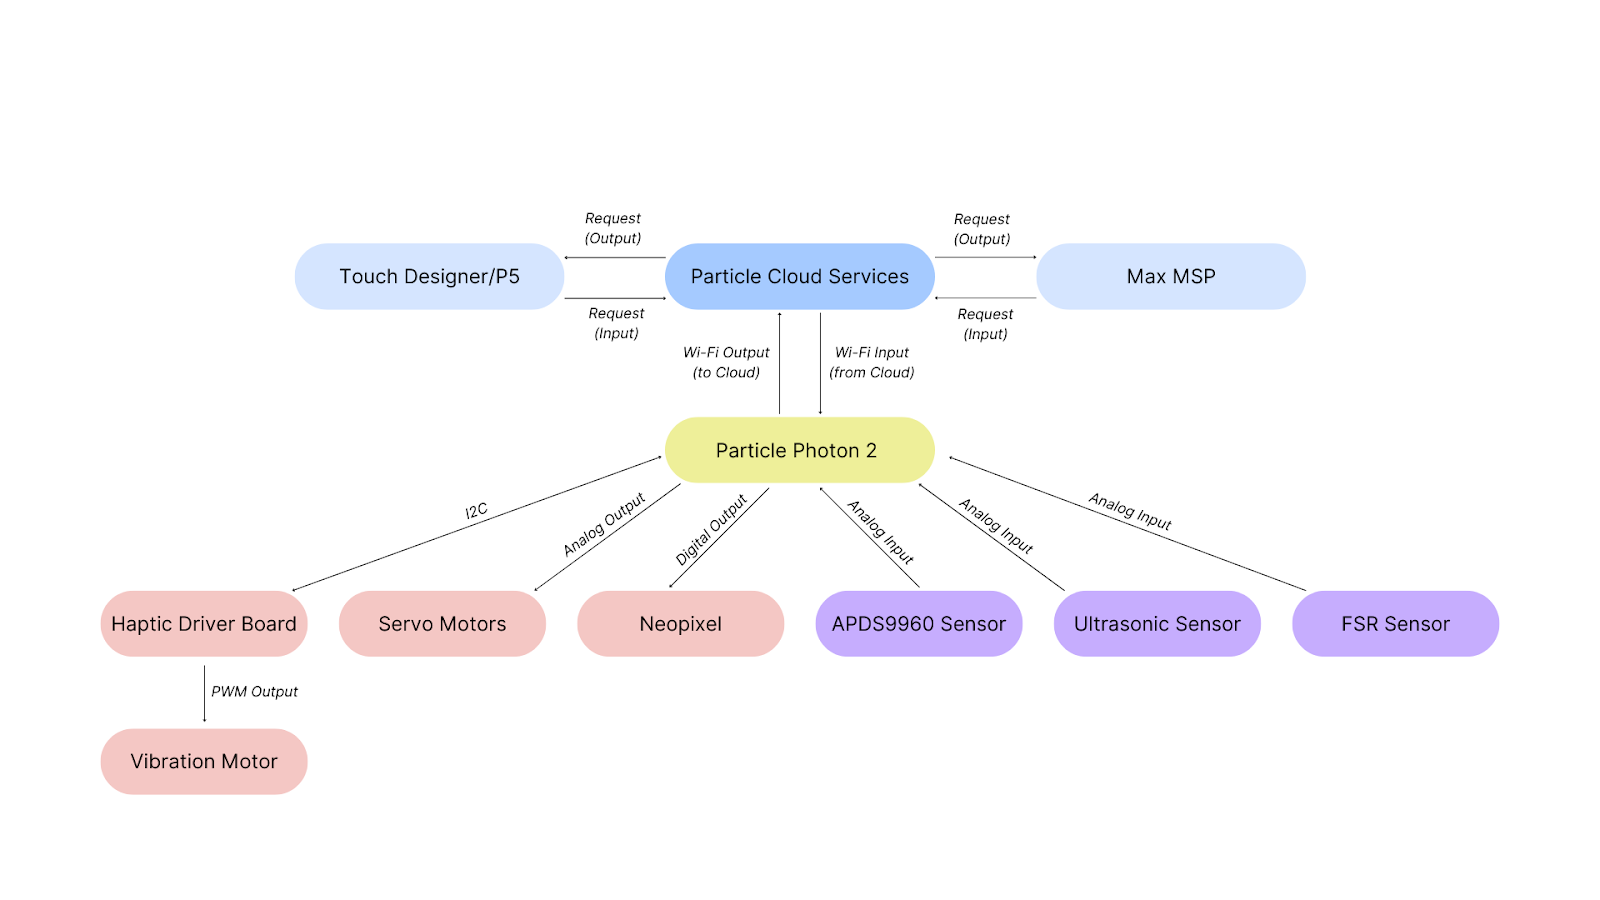 Request
(Output)
Request
(Output)
Touch Designer/P5
Particle Cloud Services
Max MSP
Request
(Input)
Request
(Input)
Wi-Fi Output
(to Cloud)
Wi-Fi Input
(from Cloud)
Particle Photon 2
I2C
Analog Output
Digital Output
Analog Input
Analog Input
Analog Input
Haptic Driver Board
Servo Motors
Neopixel
APDS9960 Sensor
Ultrasonic Sensor
FSR Sensor
PWM Output
Vibration Motor